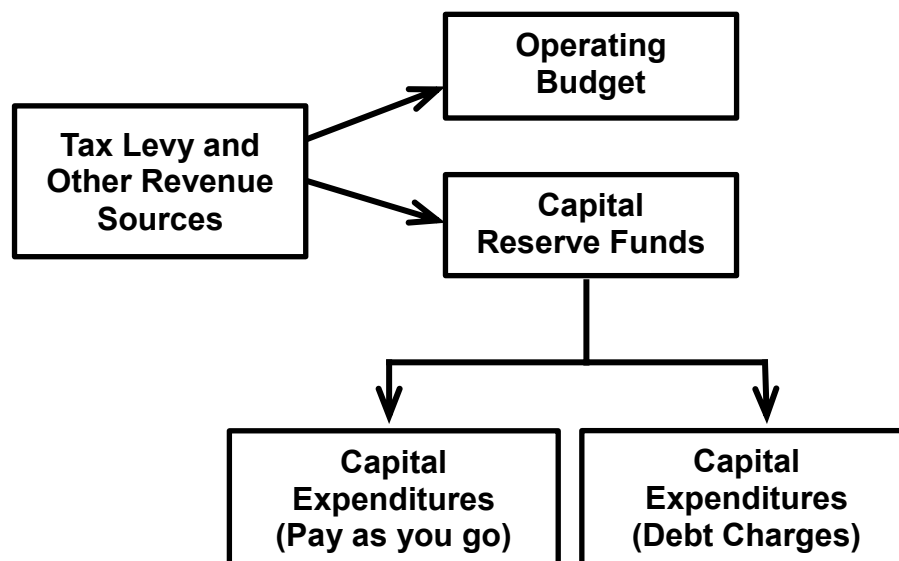 Operating
Budget
Tax Levy and
Other Revenue
Sources
Capital
Reserve Funds
Capital
Expenditures
(Pay as you go)
Capital
Expenditures
(Debt Charges)